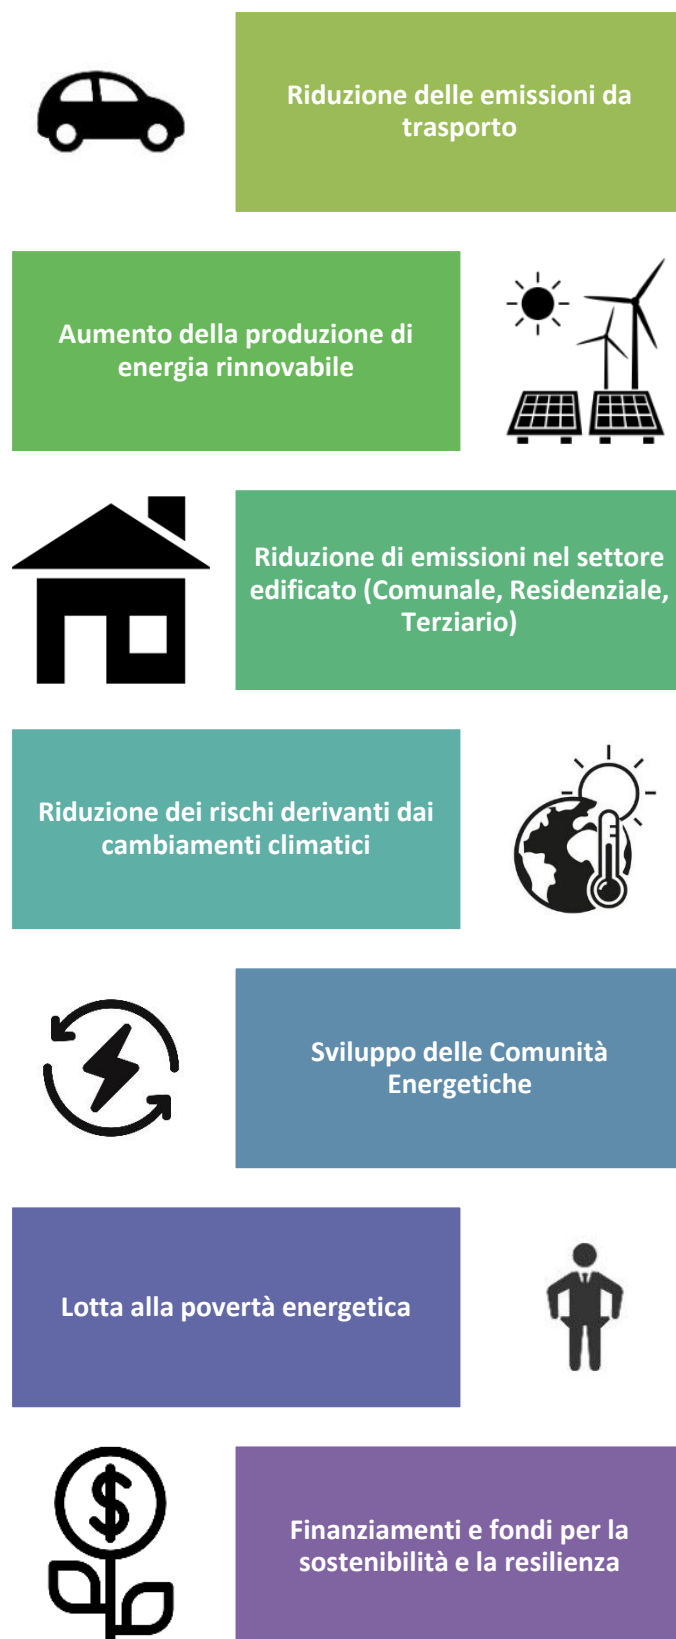 Riduzione delle emissioni da
trasporto
Aumento della produzione di
energia rinnovabile
Riduzione di emissioni nel settore
edificato (Comunale, Residenziale,
Terziario)
Riduzione dei rischi derivanti dai
cambiamenti climatici
Sviluppo delle Comunità
Energetiche
Lotta alla povertà energetica
$
Finanziamenti e fondi per la
sostenibilità e la resilienza